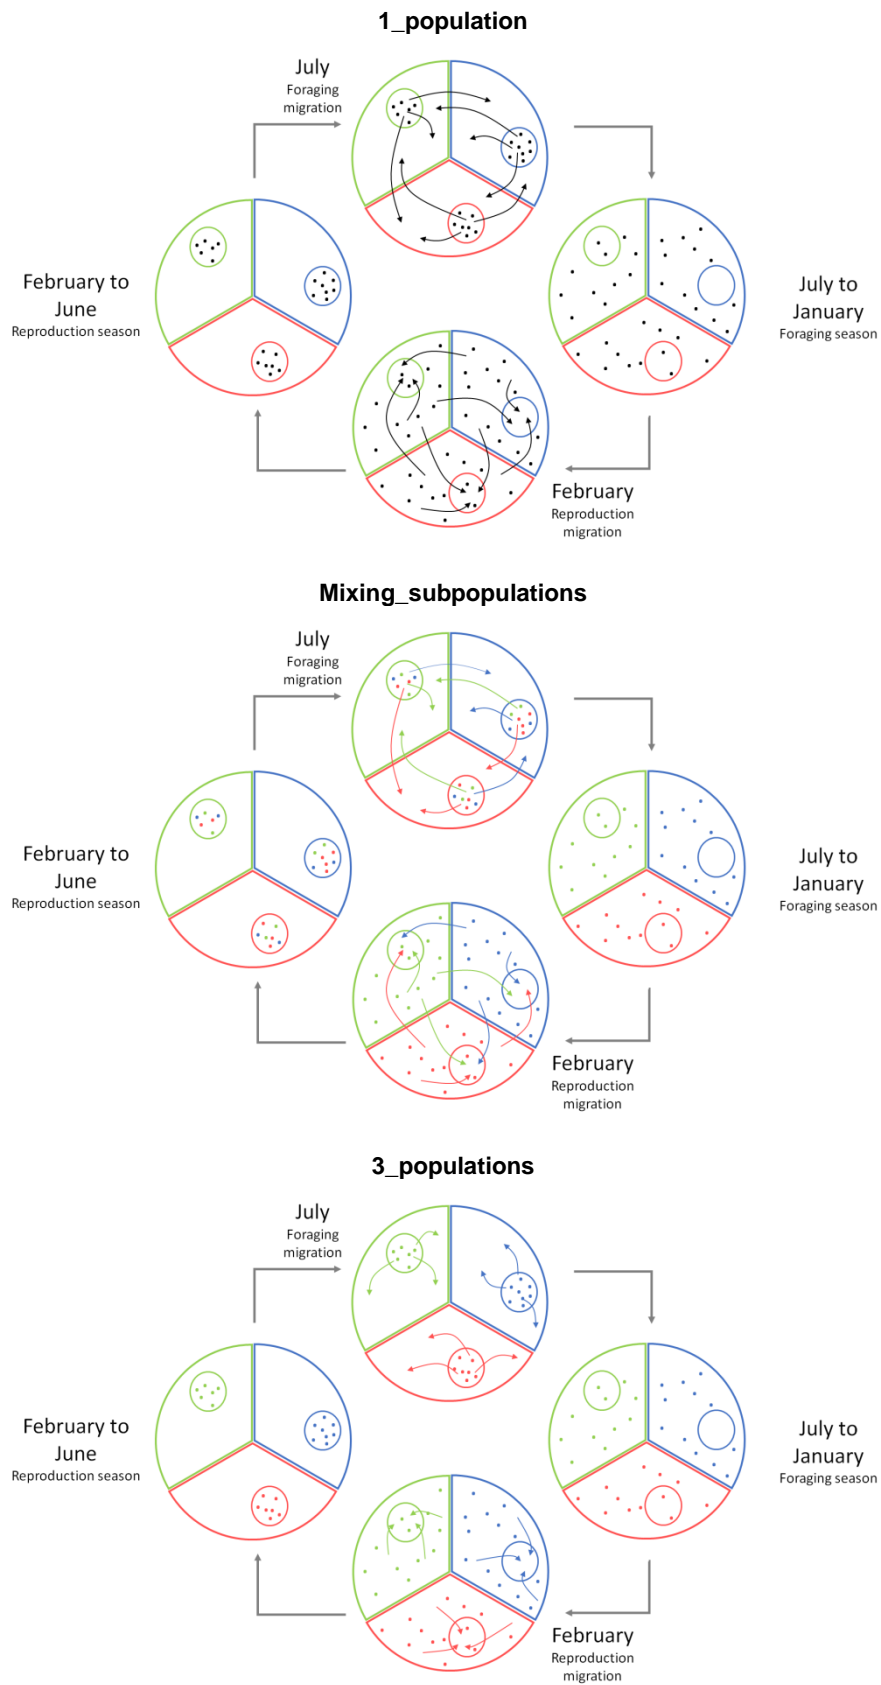 1_population
July
Foraging
migration
February to
June
Reproduction season
July to
January
Foraging season
February
Reproduction
migration
Mixing_subpopulations
July
Foraging
migration
February to
June
Reproduction season
July to
January
Foraging season
February
Reproduction
migration
3_populations
July
Foraging
migration
February to
June
Reproduction season
July to
January
Foraging season
February
Reproduction
migration